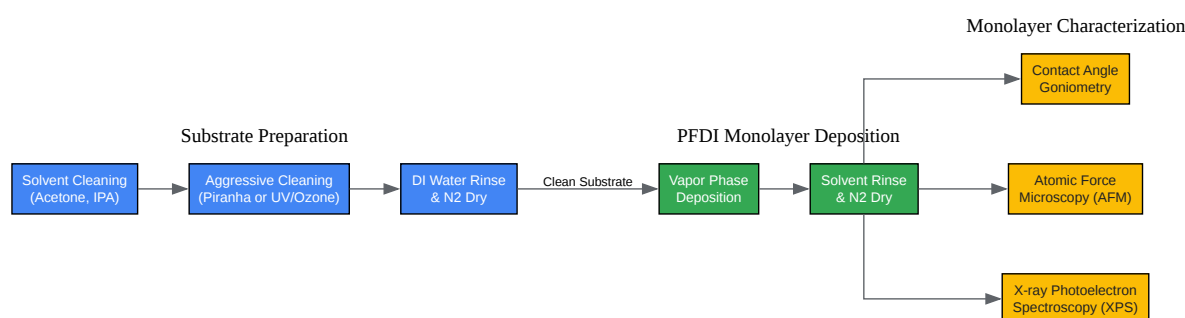 Monolayer Characterization
Contact Angle
Goniometry
Substrate Preparation
PFDI Monolayer Deposition
Solvent Cleaning
(Acetone, IPA)
Aggressive Cleaning
(Piranha or UV/Ozone)
DI Water Rinse
& N2 Dry
Clean Substrate
Vapor Phase
Deposition
Solvent Rinse
& N2 Dry
Atomic Force
Microscopy (AFM)
X-ray Photoelectron
Spectroscopy (XPS)